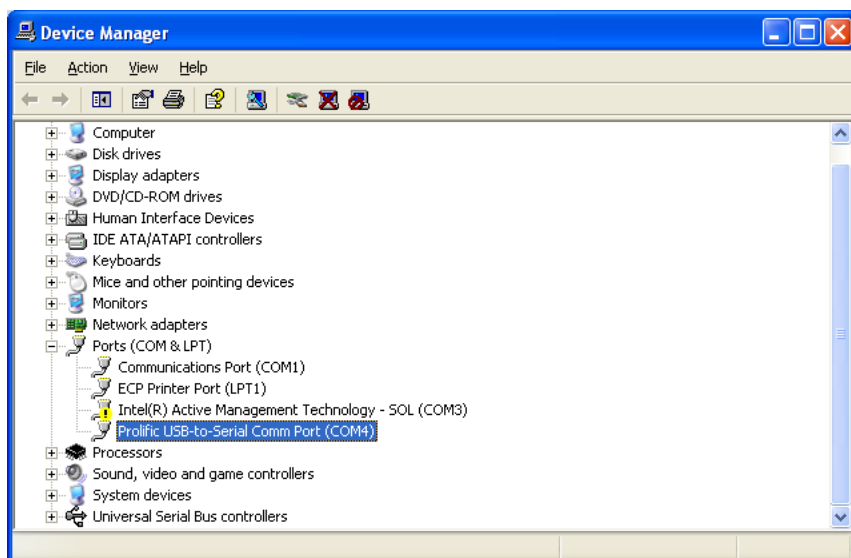 Device Manager
File Action View Help
Computer
Disk drives
Display adapters
DVD/CD-ROM drives
Human Interface Devices
IDE ATA/ATAPI controllers
Keyboards
Mice and other pointing devices
Monitors
Network adapters
Ports (COM & LPT)
Communications Port (COM1)
ECP Printer Port (LPT1)
Intel(R) Active Management Technology - SOL (COM3)
Prolific USB-to-Serial Comm Port (COM4)
Processors
Sound, video and game controllers
System devices
Universal Serial Bus controllers